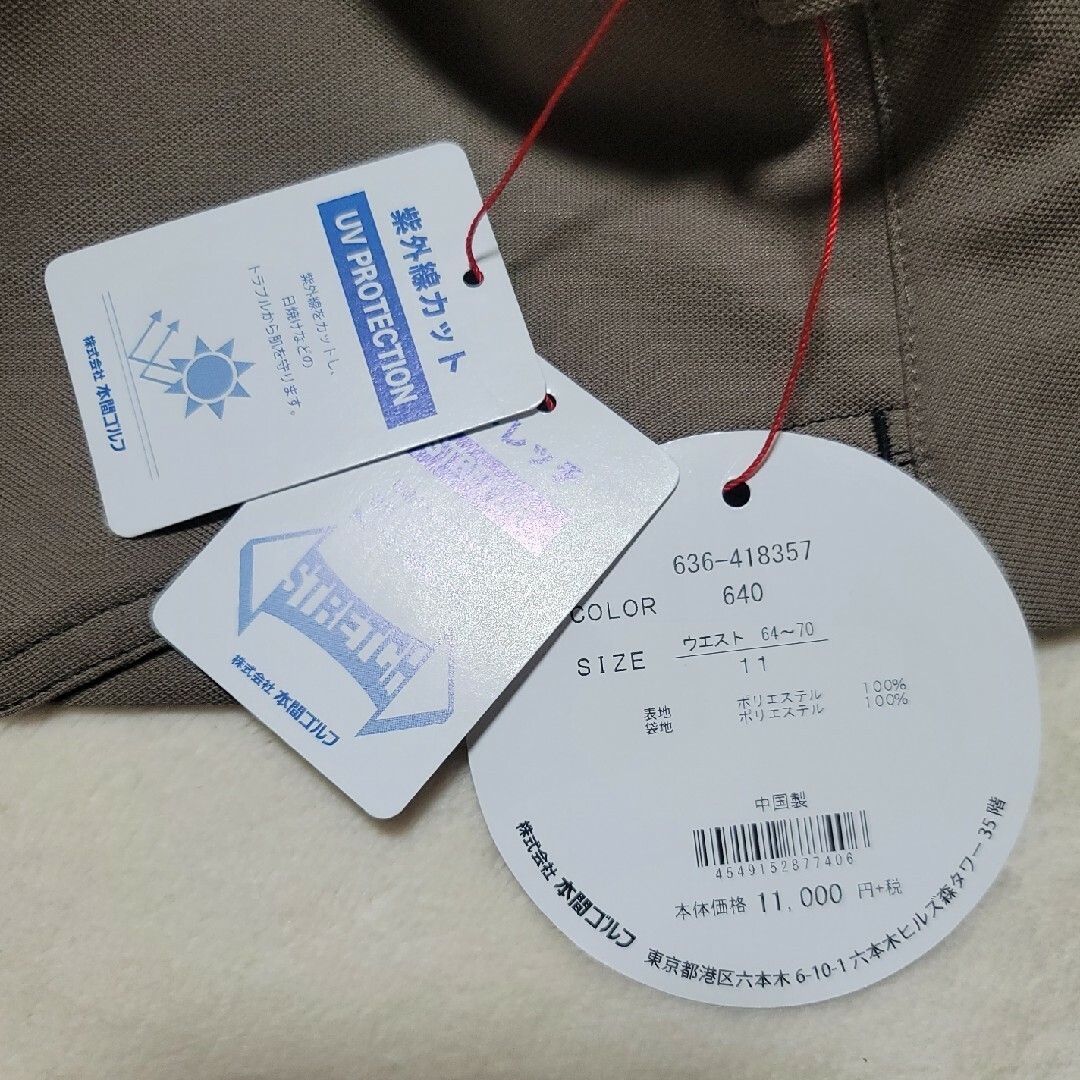 紫外線カット
UV PROTECTION
紫外線をカットし、
日焼けなどの
トラブルから肌を守ります。
株式会社 本間ゴルフ
レッチ
STRETCH
株式会社 本間ゴルフ
636-418357
COLOR 640
SIZE ウエスト 64〜70
11
表地 ポリエステル 100%
袋地 ポリエステル 100%
中国製
4549152877406
本体価格 11,000 円+税
株式会社 本間ゴルフ 東京都港区六本木 6-10-1 六本木ヒルズ森タワー 35 階